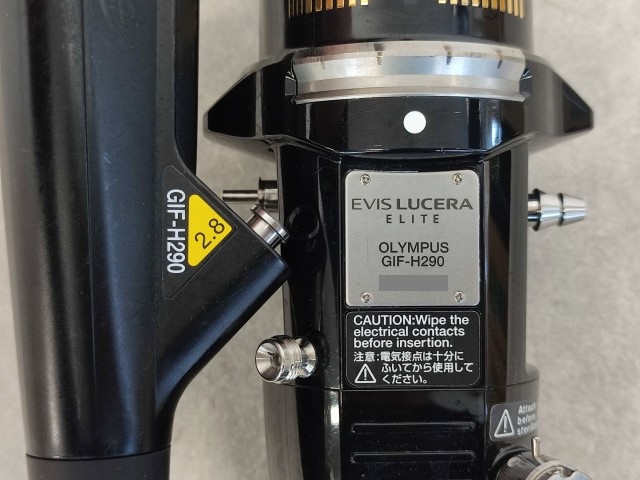 GIF-H290
2.8
EVIS LUCERA
ELITE
OLYMPUS
GIF-H290
CAUTION:Wipe the
electrical contacts
before insertion.
注意:電気接点は十分に
ふいてから使用して
ください。
Attach
before